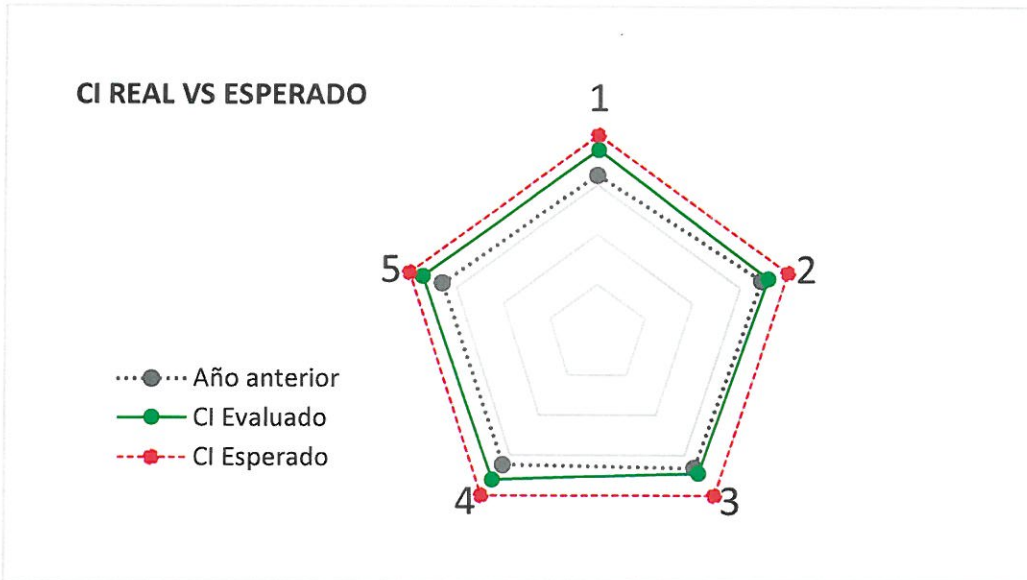 CI REAL VS ESPERADO
1
5
2
Año anterior
CI Evaluado
CI Esperado
4
3